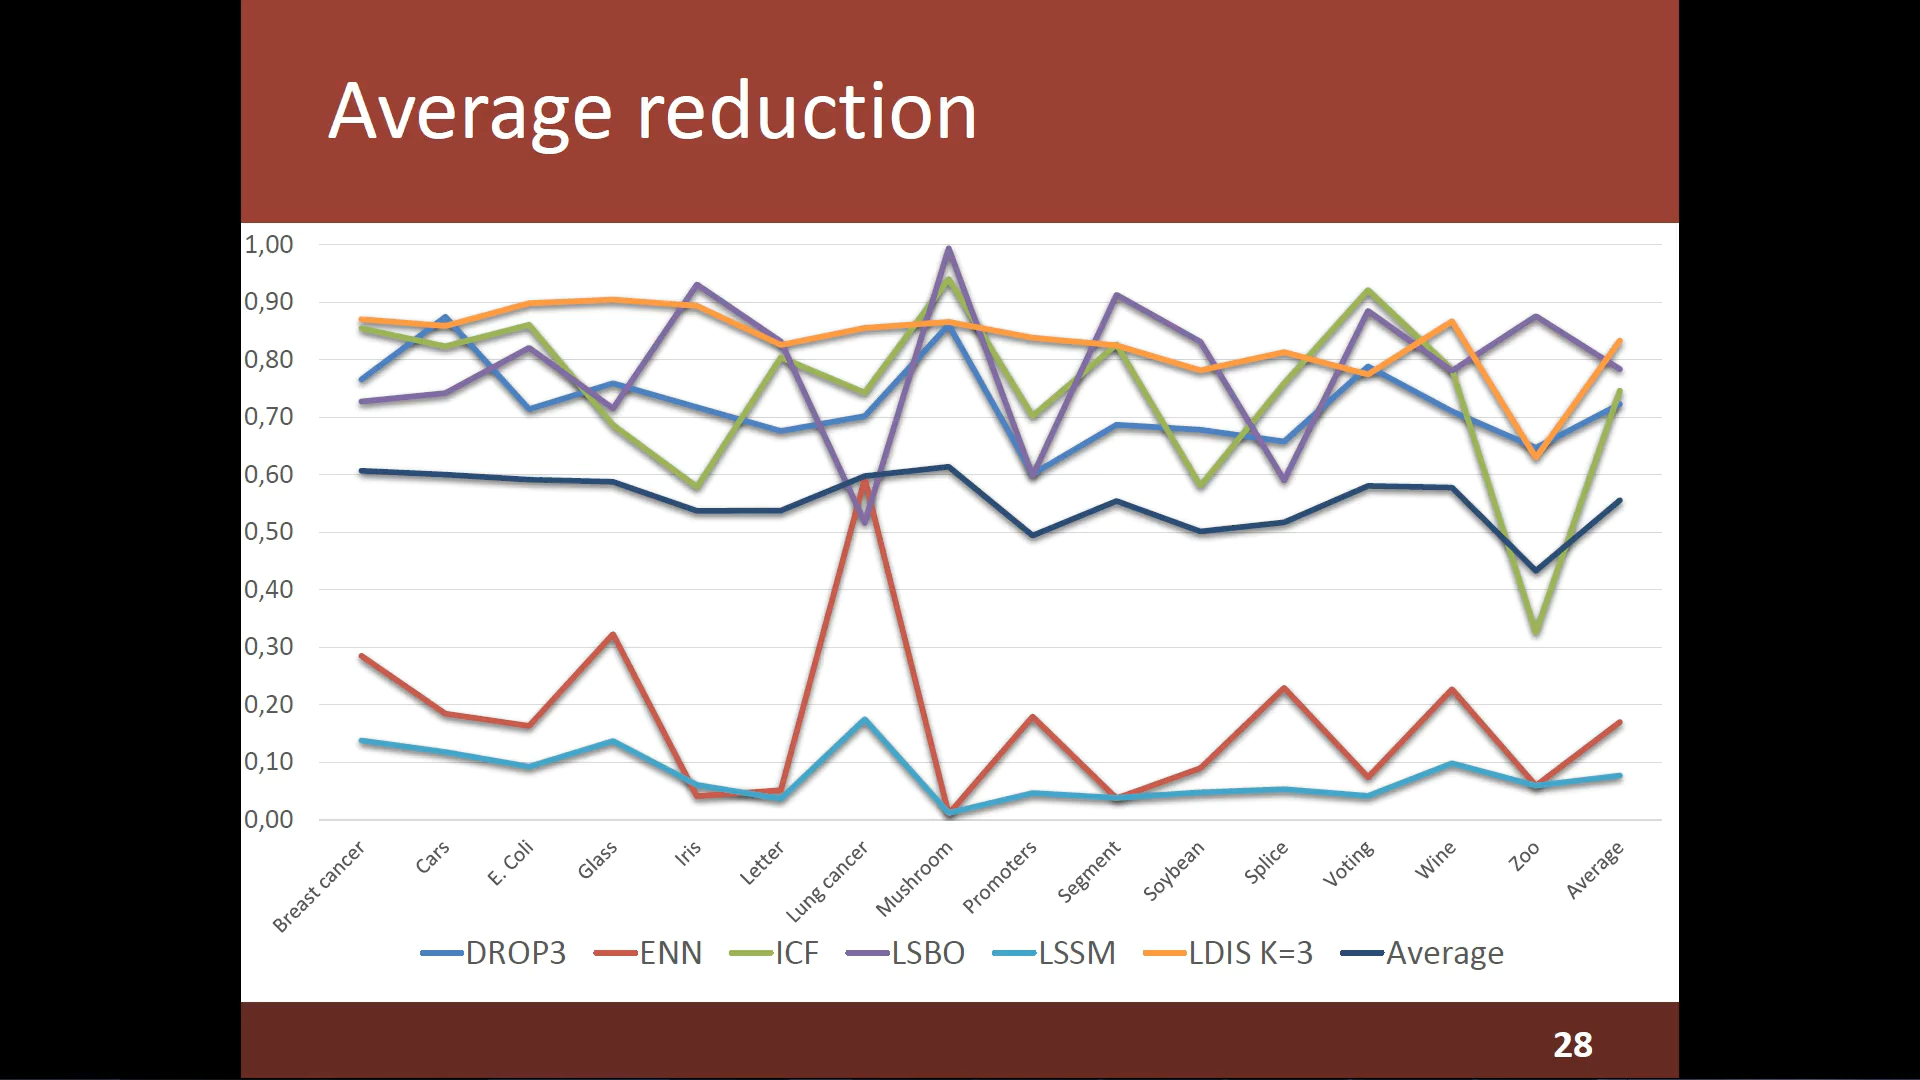 Average reduction
1,00
0,90
0,80
0,70
0,60
0,50
0,40
0,30
0,20
0,10
0,00
Breast cancer
Cars
E. Coli
Glass
Iris
Letter
Lung cancer
Mushroom
Promoters
Segment
Soybean
Splice
Voting
Wine
Zoo
Average
DROP3 ENN ICF LSBO LSSM LDIS K=3 Average
28